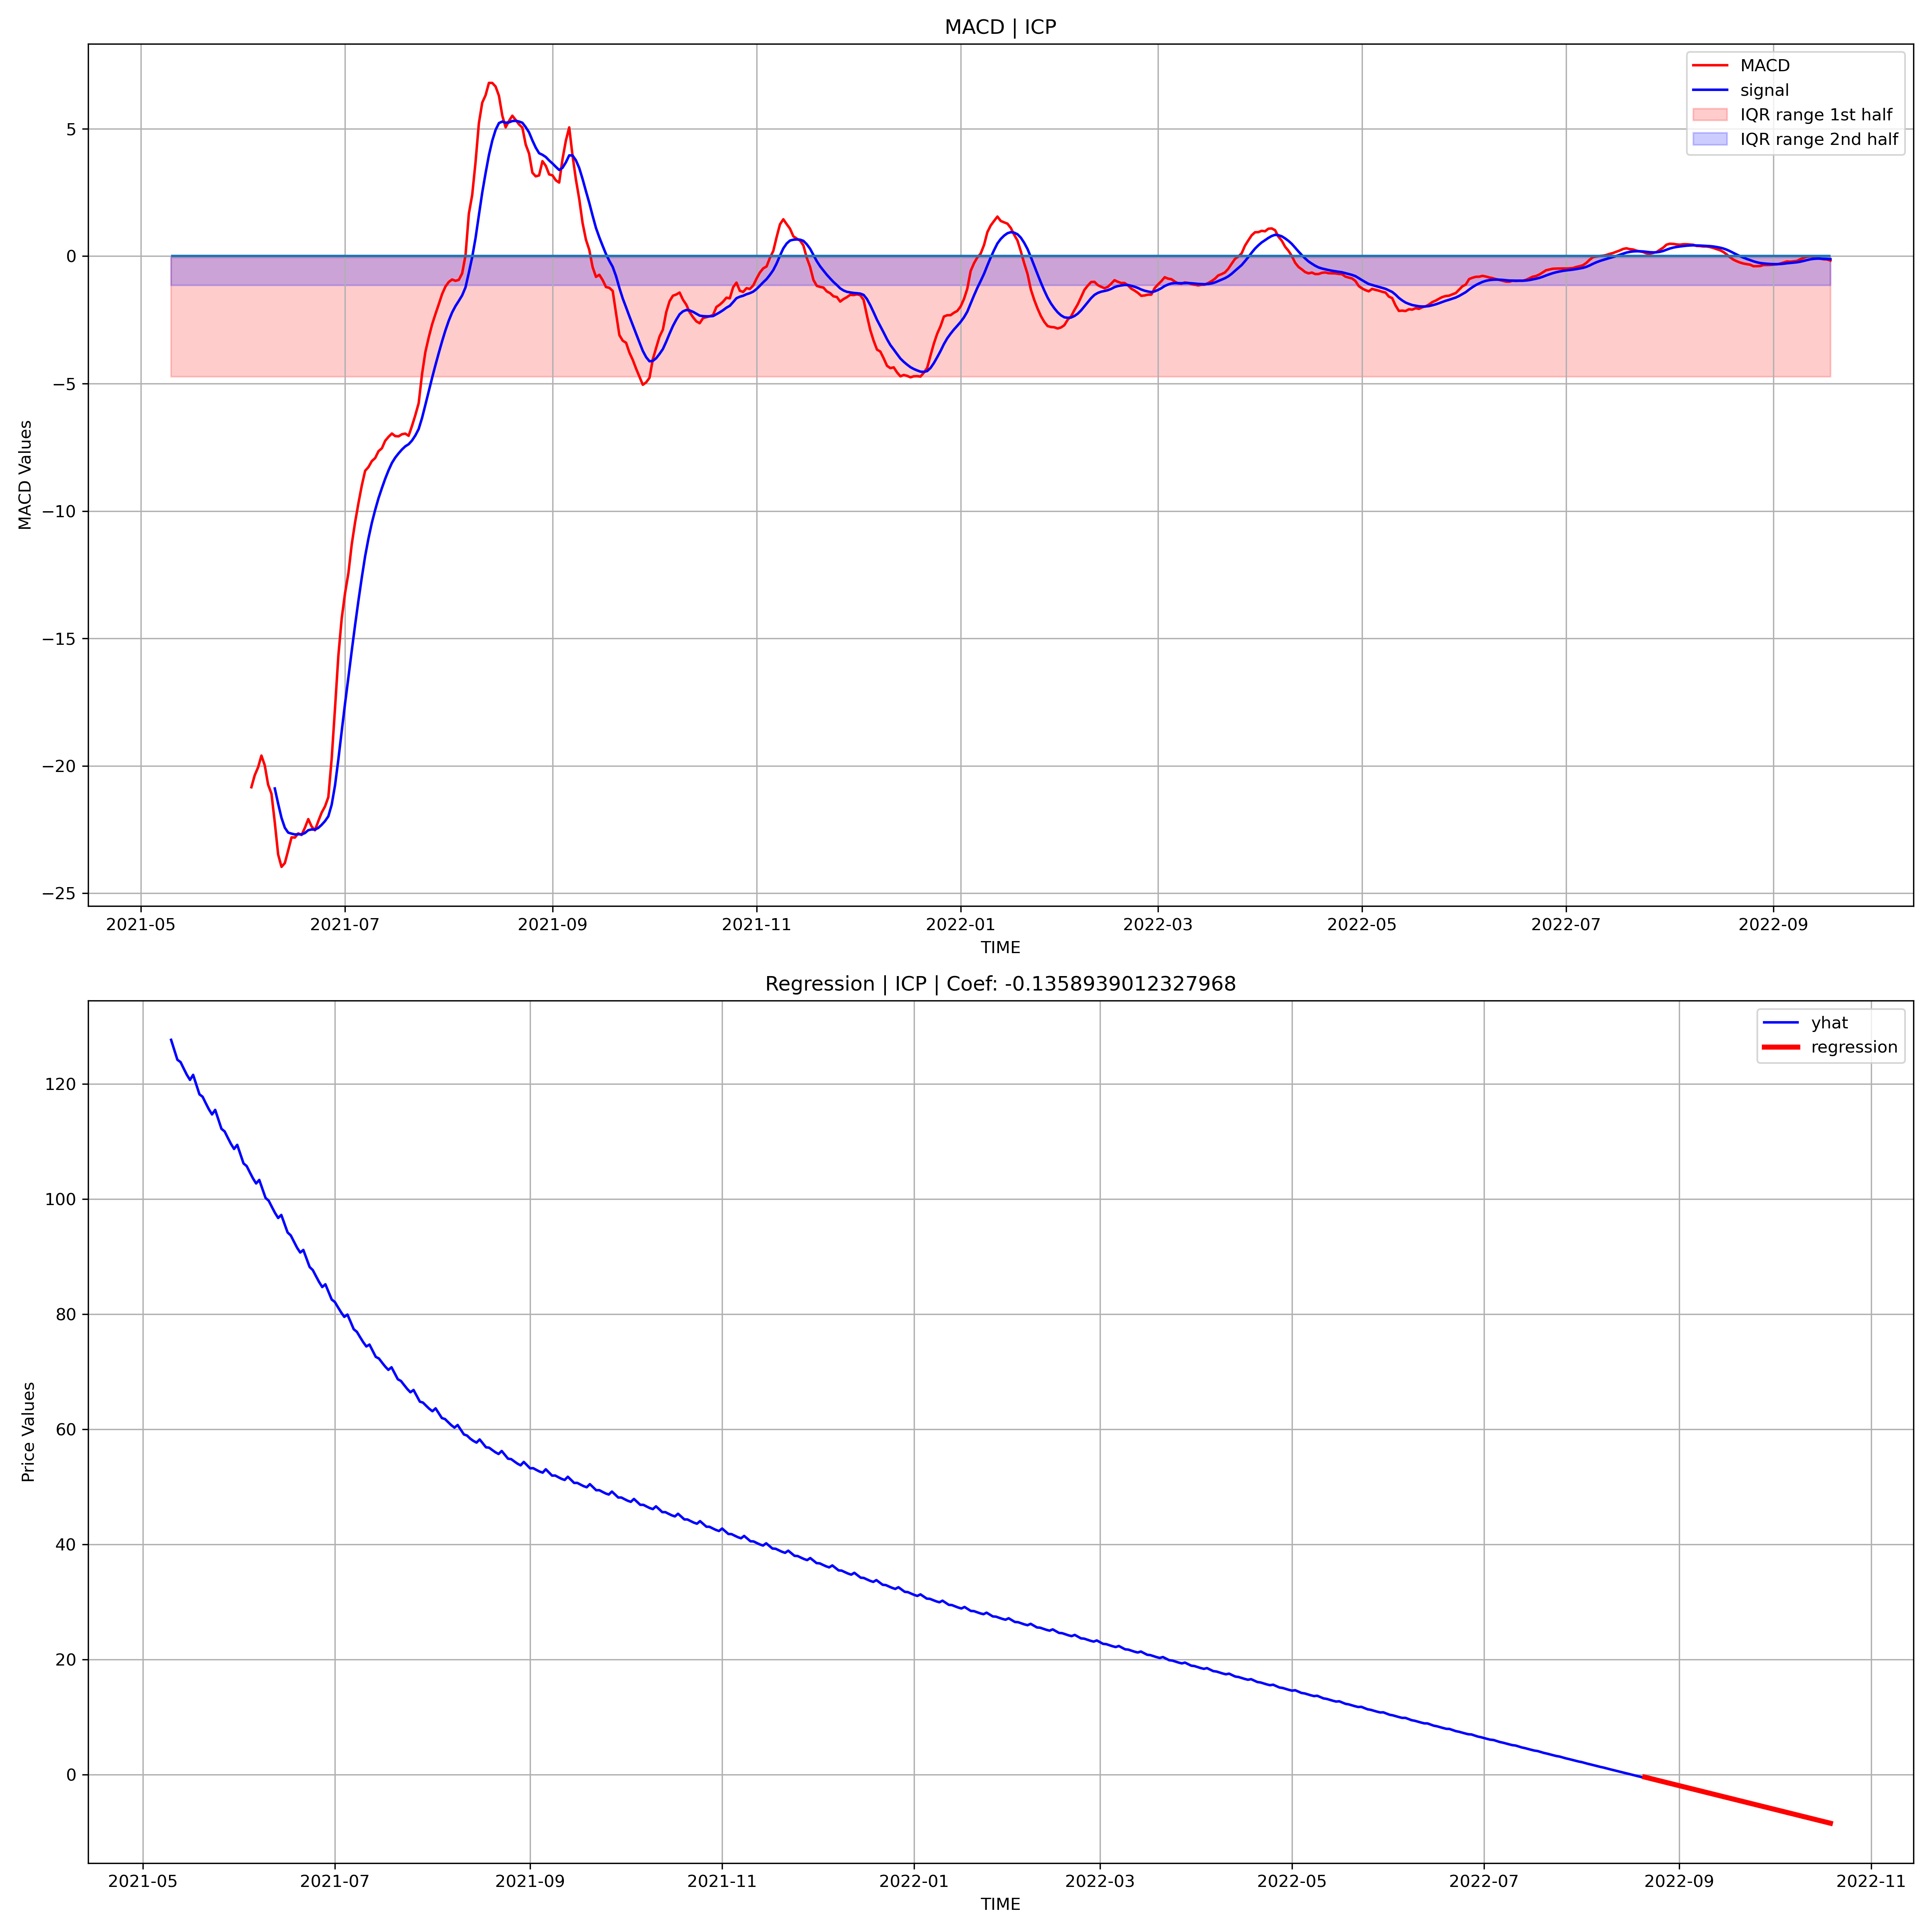 MACD | ICP
MACD
signal
IQR range 1st half
IQR range 2nd half
5
0
−5
−10
−15
−20
−25
MACD Values
2021-05 2021-07 2021-09 2021-11 2022-01 2022-03 2022-05 2022-07 2022-09
TIME
Regression | ICP | Coef: -0.1358939012327968
yhat
regression
120
100
80
60
40
20
0
Price Values
2021-05 2021-07 2021-09 2021-11 2022-01 2022-03 2022-05 2022-07 2022-09 2022-11
TIME